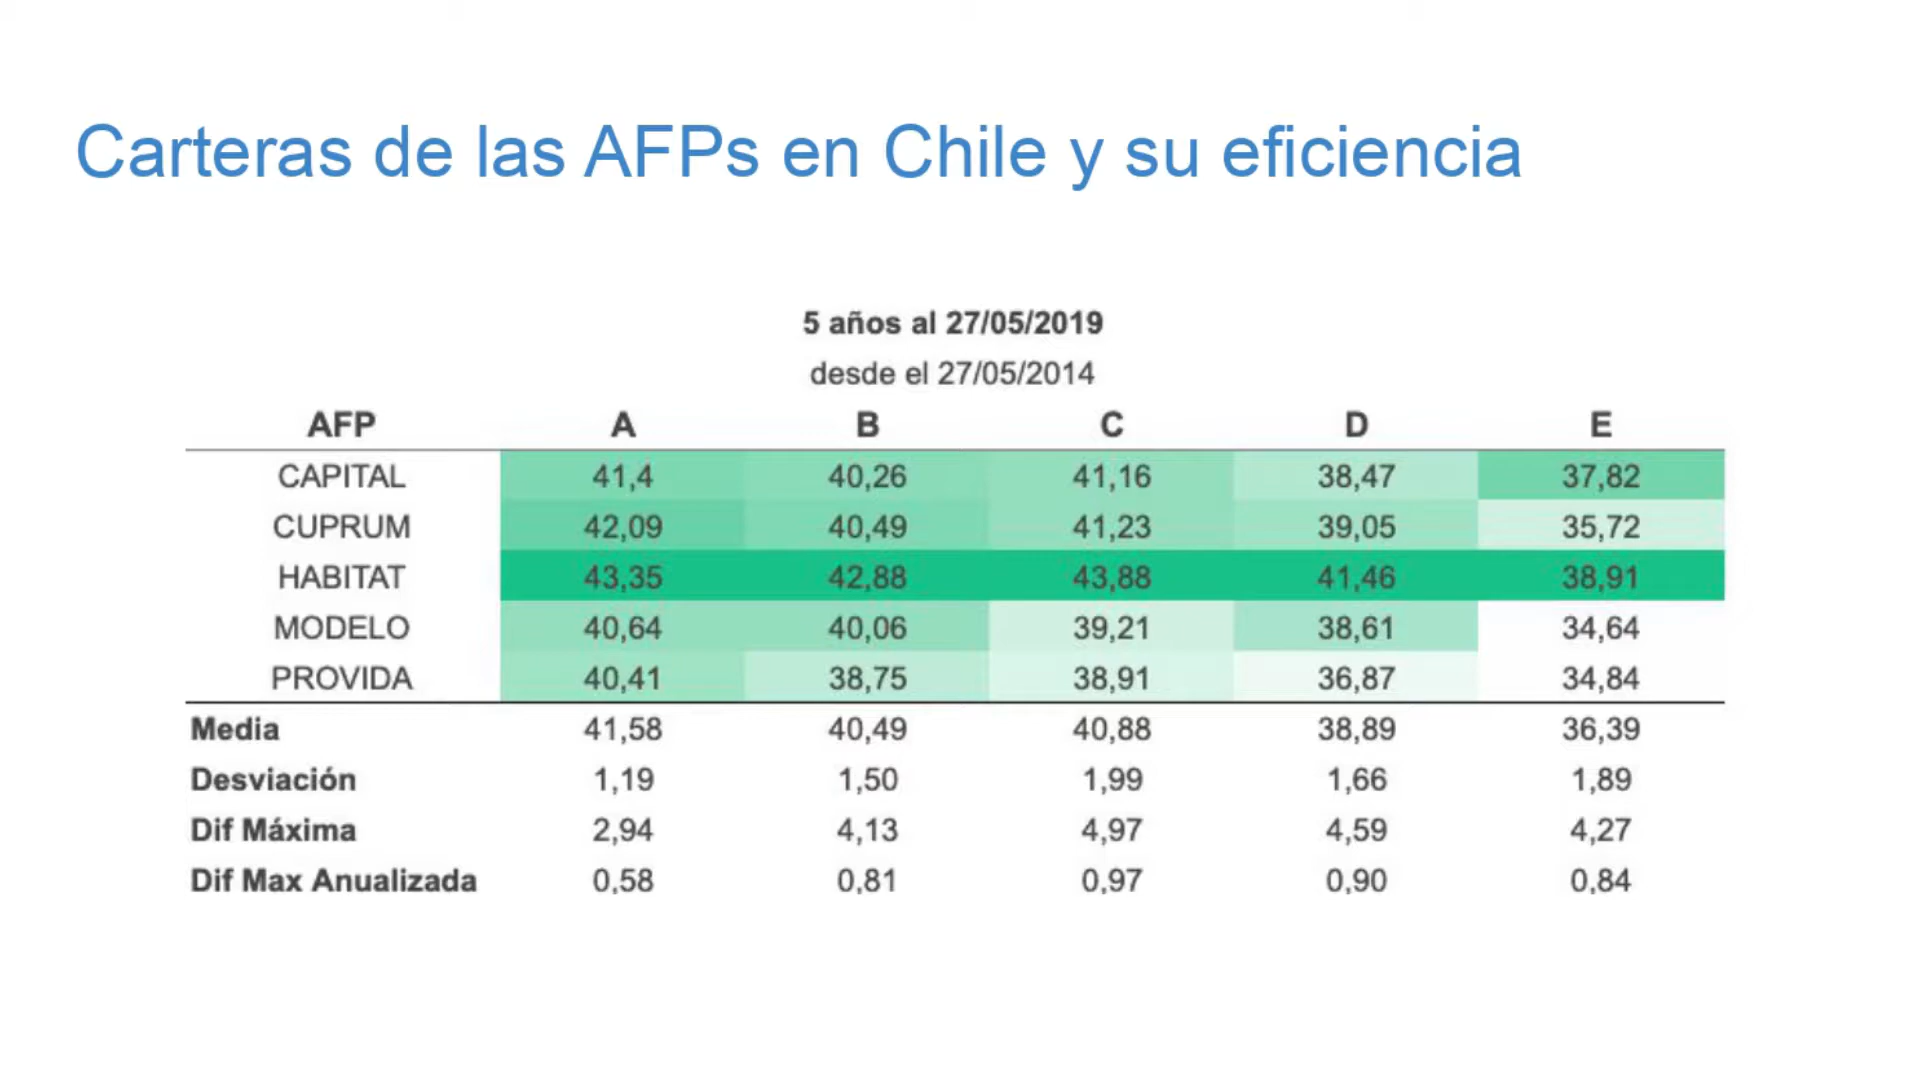 Carteras de las AFPs en Chile y su eficiencia
5 años al 27/05/2019
desde el 27/05/2014
AFP A B C D E
CAPITAL 41,4 40,26 41,16 38,47 37,82
CUPRUM 42,09 40,49 41,23 39,05 35,72
HABITAT 43,35 42,88 43,88 41,46 38,91
MODELO 40,64 40,06 39,21 38,61 34,64
PROVIDA 40,41 38,75 38,91 36,87 34,84
Media 41,58 40,49 40,88 38,89 36,39
Desviación 1,19 1,50 1,99 1,66 1,89
Dif Máxima 2,94 4,13 4,97 4,59 4,27
Dif Max Anualizada 0,58 0,81 0,97 0,90 0,84